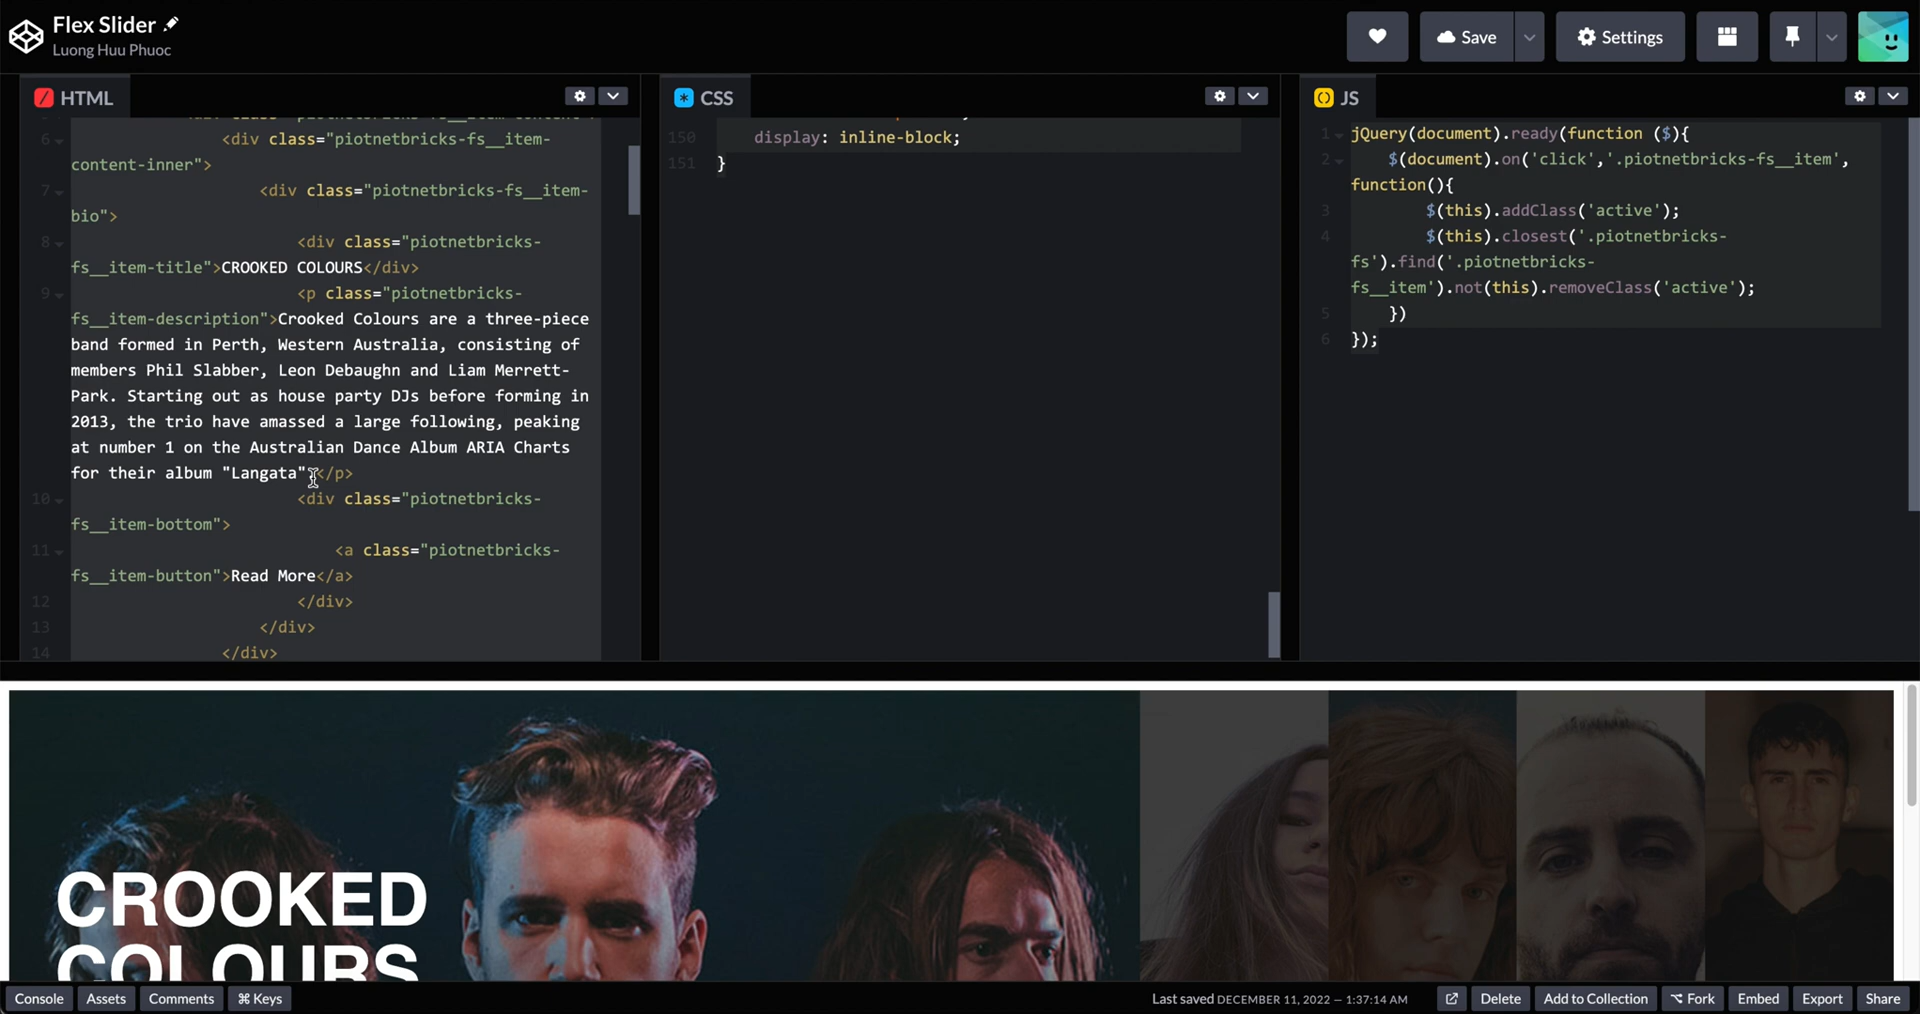 Flex Slider
Luong Huu Phuoc
Save
Settings
HTML
6 <div class="piotnetbricks-fs__item-
content-inner">
7 <div class="piotnetbricks-fs__item-
bio">
8 <div class="piotnetbricks-
fs__item-title">CROOKED COLOURS</div>
9 <p class="piotnetbricks-
fs__item-description">Crooked Colours are a three-piece
band formed in Perth, Western Australia, consisting of
members Phil Slabber, Leon Debaughn and Liam Merrett-
Park. Starting out as house party DJs before forming in
2013, the trio have amassed a large following, peaking
at number 1 on the Australian Dance Album ARIA Charts
for their album "Langata"</p>
10 <div class="piotnetbricks-
fs__item-bottom">
11 <a class="piotnetbricks-
fs__item-button">Read More</a>
12 </div>
13 </div>
14 </div>
CSS
150 display: inline-block;
151 }
JS
1 jQuery(document).ready(function ($){
2 $(document).on('click','.piotnetbricks-fs__item',
function(){
3 $(this).addClass('active');
4 $(this).closest('.piotnetbricks-
fs').find('.piotnetbricks-
fs__item').not(this).removeClass('active');
5 })
6 });
CROOKED
COLOURS
Console
Assets
Comments
⌘ Keys
Last saved DECEMBER 11, 2022 — 1:37:14 AM
Delete
Add to Collection
⌥ Fork
Embed
Export
Share